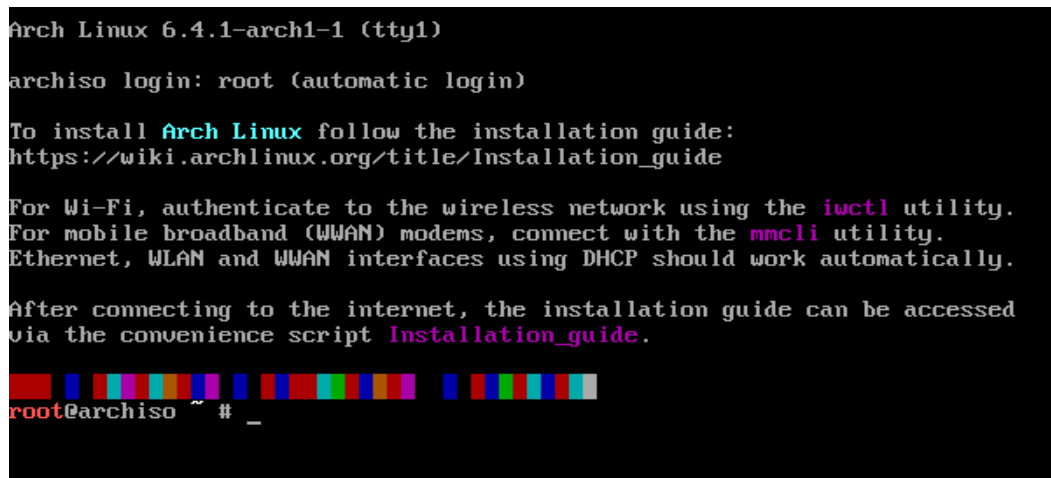 Arch Linux 6.4.1-arch1-1 (tty1)
archiso login: root (automatic login)
To install Arch Linux follow the installation guide:
https://wiki.archlinux.org/title/Installation_guide
For Wi-Fi, authenticate to the wireless network using the iwctl utility.
For mobile broadband (WWAN) modems, connect with the mmcli utility.
Ethernet, WLAN and WWAN interfaces using DHCP should work automatically.
After connecting to the internet, the installation guide can be accessed
via the convenience script Installation_guide.
root@archiso ~ # _